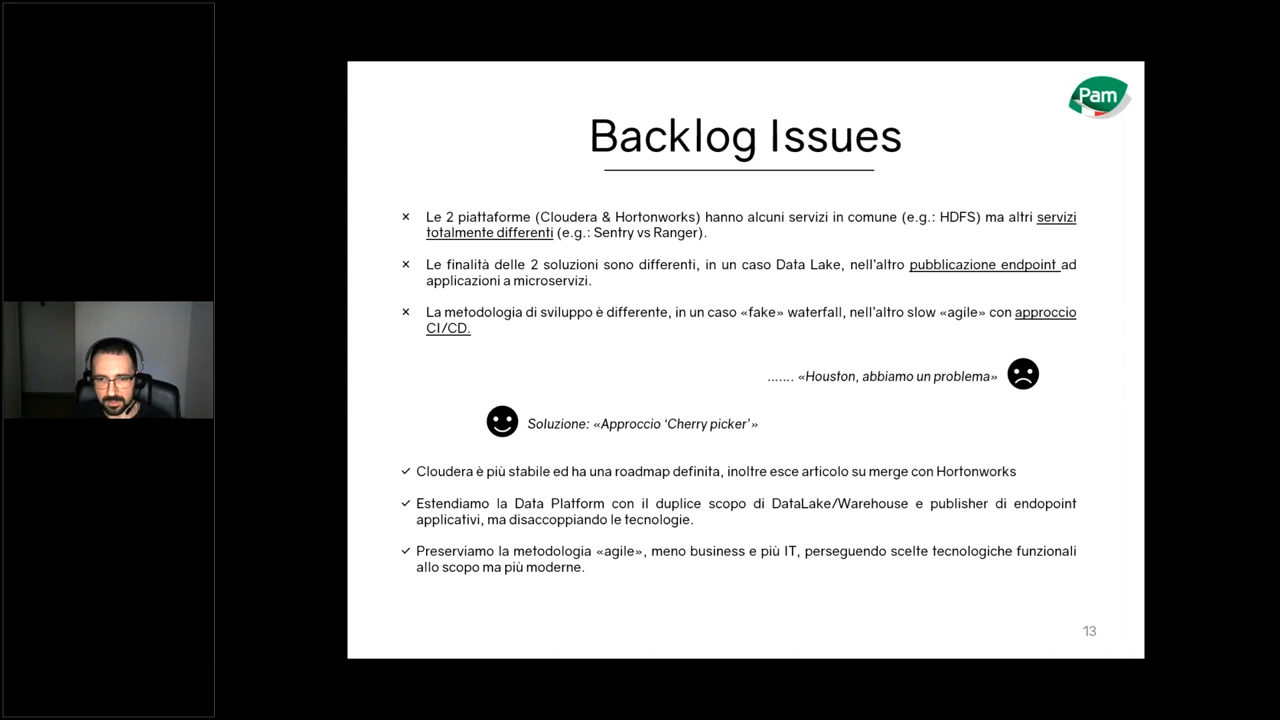 Pam
Backlog Issues
× Le 2 piattaforme (Cloudera & Hortonworks) hanno alcuni servizi in comune (e.g.: HDFS) ma altri servizi
totalmente differenti (e.g.: Sentry vs Ranger).
× Le finalità delle 2 soluzioni sono differenti, in un caso Data Lake, nell'altro pubblicazione endpoint ad
applicazioni a microservizi.
× La metodologia di sviluppo è differente, in un caso «fake» waterfall, nell'altro slow «agile» con approccio
CI/CD.
....... «Houston, abbiamo un problema»
Soluzione: «Approccio ‘Cherry picker’»
✓ Cloudera è più stabile ed ha una roadmap definita, inoltre esce articolo su merge con Hortonworks
✓ Estendiamo la Data Platform con il duplice scopo di DataLake/Warehouse e publisher di endopoint
applicativi, ma disaccoppiando le tecnologie.
✓ Preserviamo la metodologia «agile», meno business e più IT, perseguendo scelte tecnologiche funzionali
allo scopo ma più moderne.
13